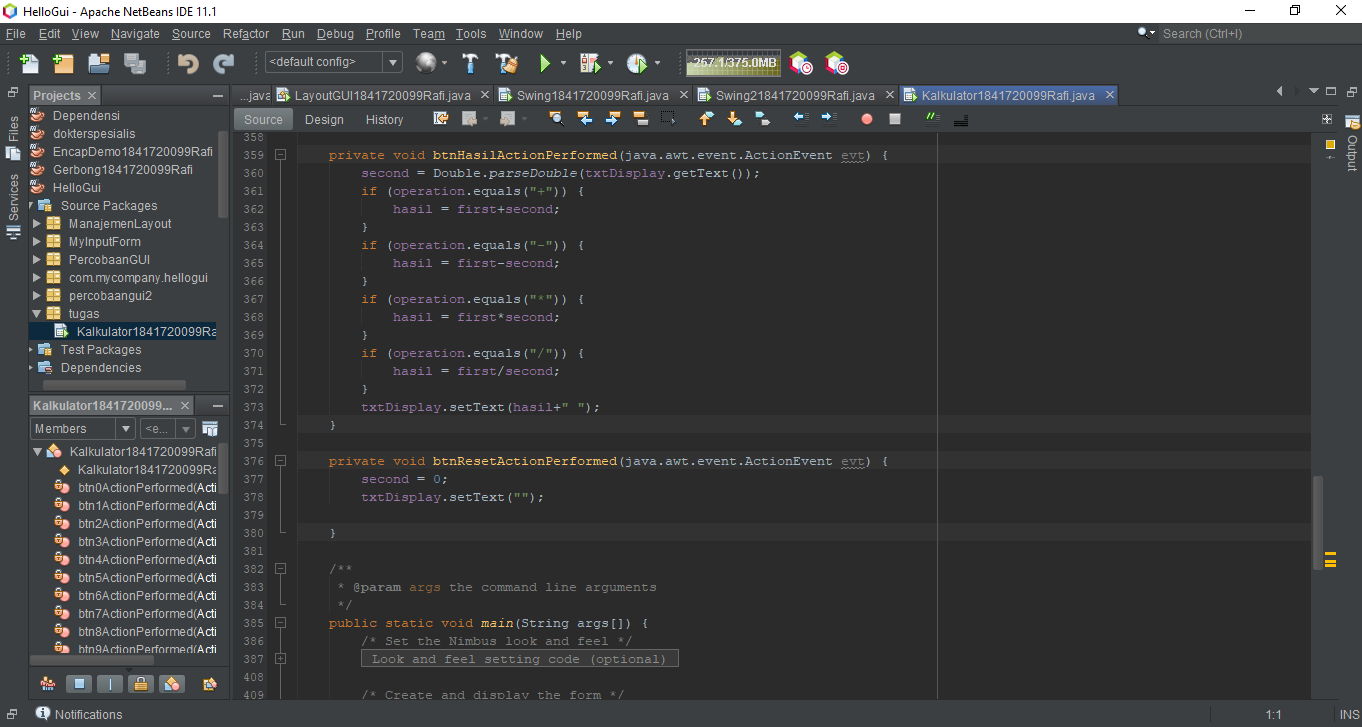 HelloGui - Apache NetBeans IDE 11.1
File Edit View Navigate Source Refactor Run Debug Profile Team Tools Window Help
Search (Ctrl+I)
<default config>
257.1/375.0MB
Projects
...java LayoutGUI1841720099Rafi.java Swing1841720099Rafi.java Swing21841720099Rafi.java Kalkulator1841720099Rafi.java
Source Design History
Files
Services
Output
Dependensi
dokterspesialis
EncapDemo1841720099Rafi
Gerbong1841720099Rafi
HelloGui
Source Packages
ManajemenLayout
MyInputForm
PercobaanGUI
com.mycompany.hellogui
percobaangui2
tugas
Kalkulator1841720099Ra
Test Packages
Dependencies
Kalkulator1841720099...
Members <e...
Kalkulator1841720099Rafi
Kalkulator1841720099Ra
btn0ActionPerformed(Acti
btn1ActionPerformed(Acti
btn2ActionPerformed(Acti
btn3ActionPerformed(Acti
btn4ActionPerformed(Acti
btn5ActionPerformed(Acti
btn6ActionPerformed(Acti
btn7ActionPerformed(Acti
btn8ActionPerformed(Acti
btn9ActionPerformed(Acti
358
359 private void btnHasilActionPerformed(java.awt.event.ActionEvent evt) {
360 second = Double.parseDouble(txtDisplay.getText());
361 if (operation.equals("+")) {
362 hasil = first+second;
363 }
364 if (operation.equals("-")) {
365 hasil = first-second;
366 }
367 if (operation.equals("*")) {
368 hasil = first*second;
369 }
370 if (operation.equals("/")) {
371 hasil = first/second;
372 }
373 txtDisplay.setText(hasil+" ");
374 }
375
376 private void btnResetActionPerformed(java.awt.event.ActionEvent evt) {
377 second = 0;
378 txtDisplay.setText("");
379
380 }
381
382 /**
383 * @param args the command line arguments
384 */
385 public static void main(String args[]) {
386 /* Set the Nimbus look and feel */
387 Look and feel setting code (optional)
408
409 /* Create and display the form */
Notifications
1:1 INS